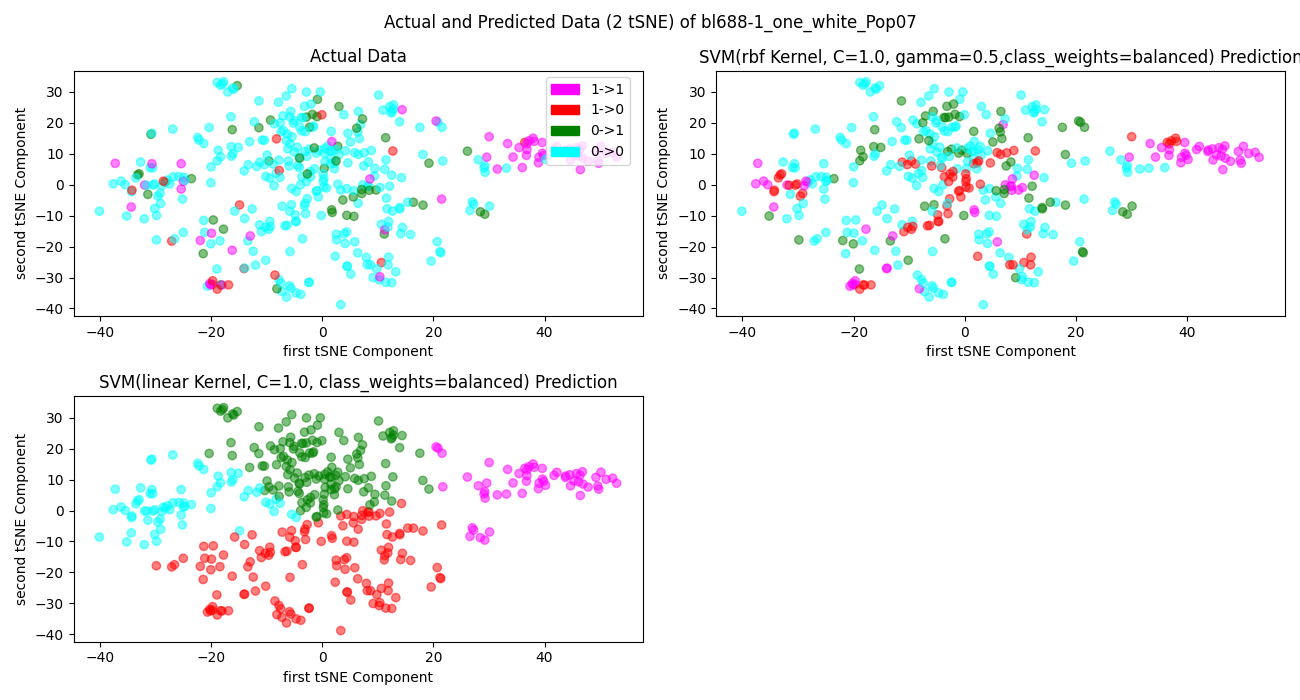 Actual and Predicted Data (2 tSNE) of bl688-1_one_white_Pop07
Actual Data
30
20
10
0
−10
−20
−30
−40
second tSNE Component
−40 −20 0 20 40
first tSNE Component
1->1
1->0
0->1
0->0
SVM(rbf Kernel, C=1.0, gamma=0.5,class_weights=balanced) Prediction
30
20
10
0
−10
−20
−30
−40
second tSNE Component
−40 −20 0 20 40
first tSNE Component
SVM(linear Kernel, C=1.0, class_weights=balanced) Prediction
30
20
10
0
−10
−20
−30
−40
second tSNE Component
−40 −20 0 20 40
first tSNE Component